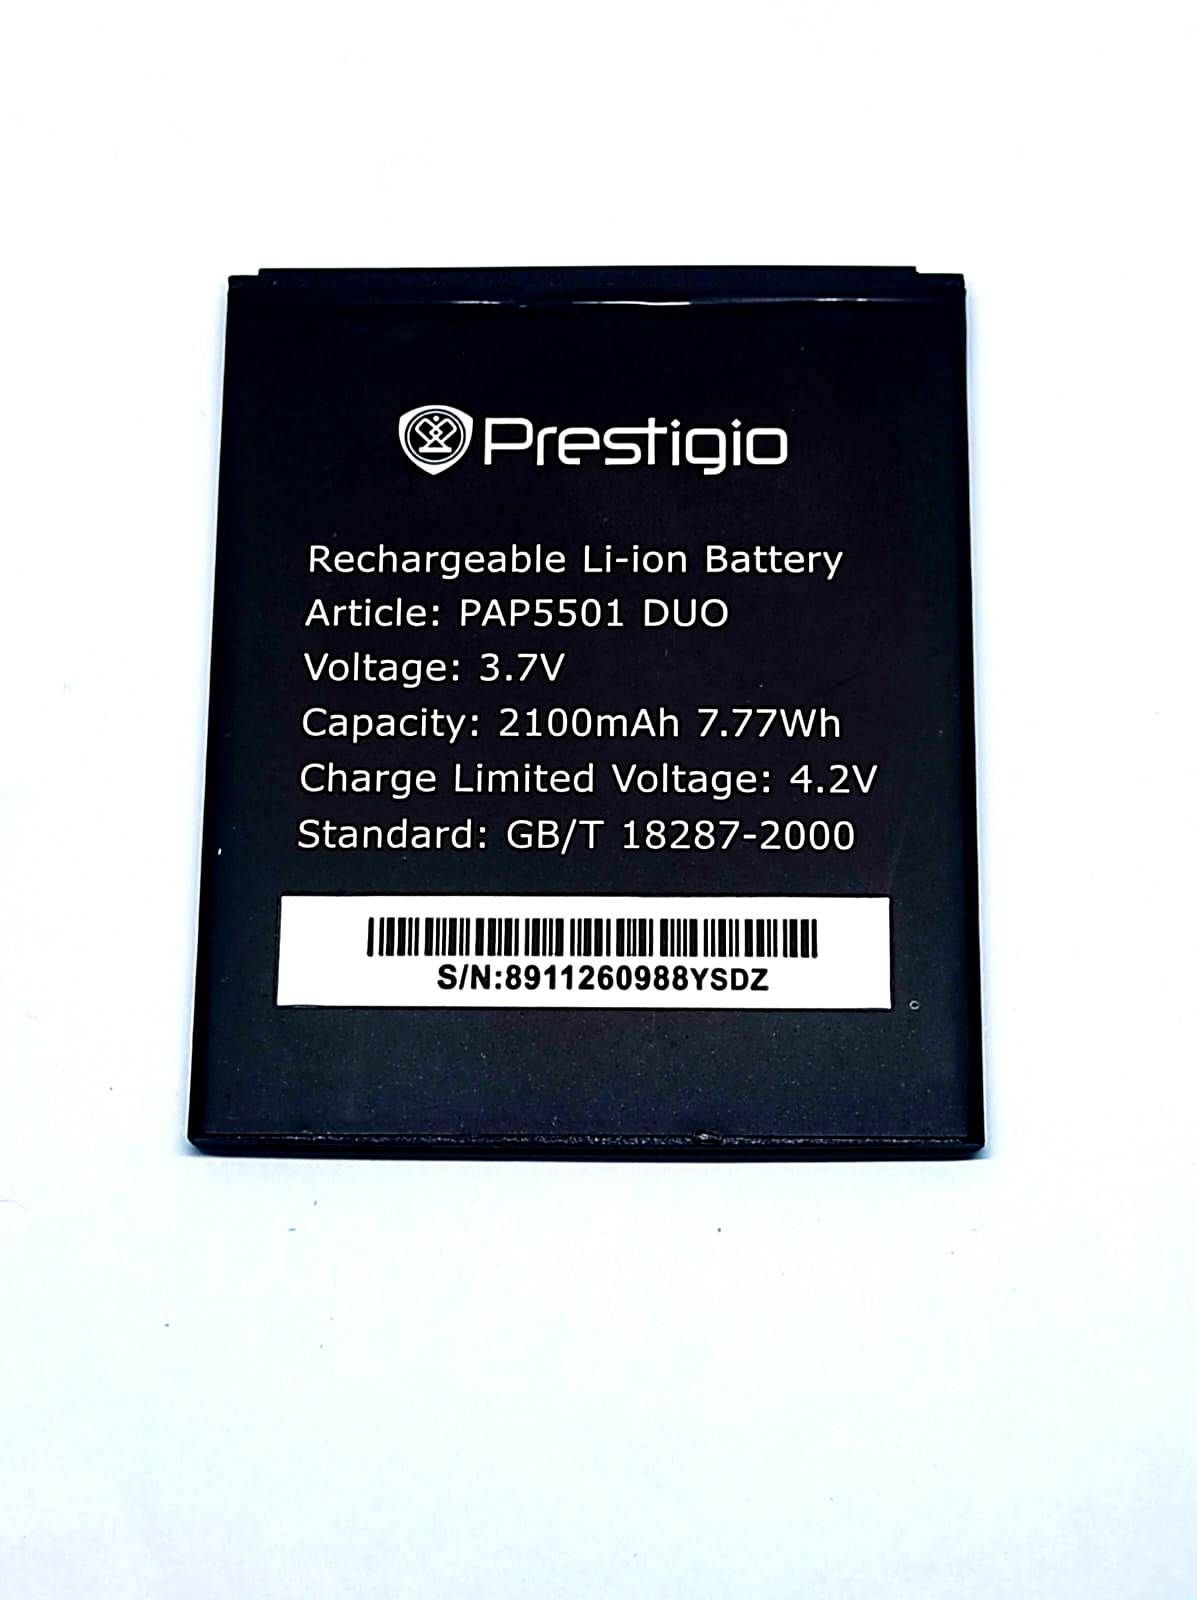 Prestigio
Rechargeable Li-ion Battery
Article: PAP5501 DUO
Voltage: 3.7V
Capacity: 2100mAh 7.77Wh
Charge Limited Voltage: 4.2V
Standard: GB/T 18287-2000
S/N:8911260988YSDZ